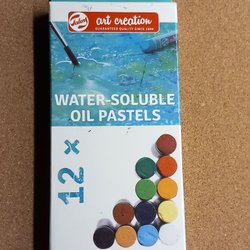 Talens
art creation
GUARANTEED QUALITY SINCE 1899
WATER-SOLUBLE
OIL PASTELS
12 x